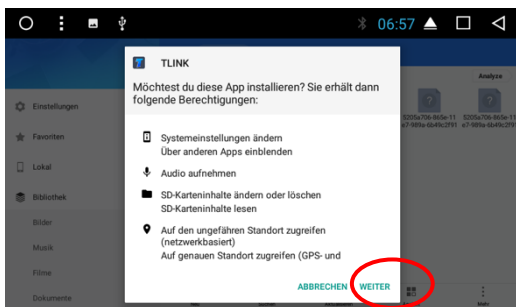 06:57
TLINK
Möchtest du diese App installieren? Sie erhält dann
folgende Berechtigungen:
Systemeinstellungen ändern
Über anderen Apps einblenden
Audio aufnehmen
SD-Karteninhalte ändern oder löschen
SD-Karteninhalte lesen
Auf den ungefähren Standort zugreifen
(netzwerkbasiert)
Auf genauen Standort zugreifen (GPS- und
ABBRECHEN
WEITER
Einstellungen
Favoriten
Lokal
Bibliothek
Bilder
Musik
Filme
Dokumente
Analyze
Mehr